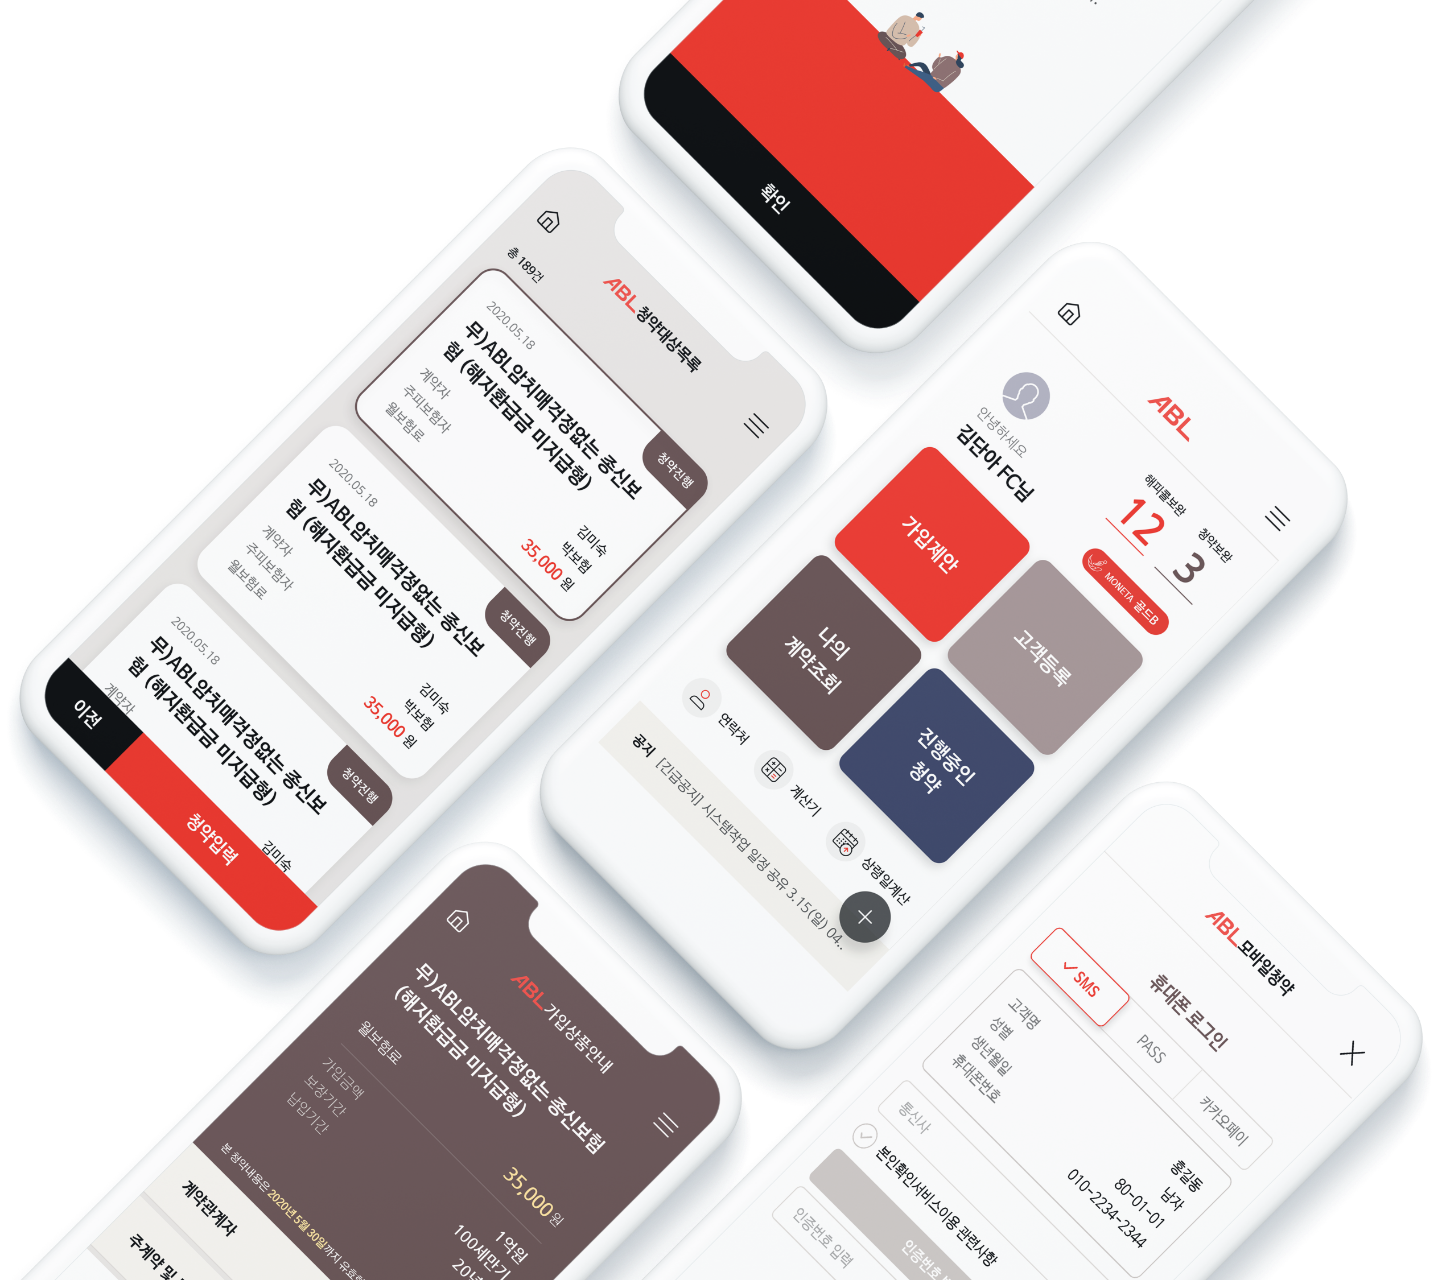 확인
총 189건
ABL 청약대상목록
2020.05.18
무)ABL암치매걱정없는 종신보
험 (해지환급금 미지급형)
계약자
김미숙
주피보험자
박보험
월보험료
35,000 원
청약진행
2020.05.18
무)ABL암치매걱정없는 종신보
험 (해지환급금 미지급형)
계약자
김미숙
주피보험자
박보험
월보험료
35,000 원
청약진행
2020.05.18
무)ABL암치매걱정없는 종신보
험 (해지환급금 미지급형)
계약자
김미숙
청약진행
이전
청약입력
ABL
안녕하세요
김단아 FC님
해피콜보완
12
청약보완
3
MONETA 골드B
가입제안
고객등록
나의
계약조회
진행중인
청약
연락처
계산기
상령일계산
공지 [긴급공지] 시스템작업 일정 공유 3.15(일) 04..
ABL 가입상품안내
무)ABL암치매걱정없는 종신보험
(해지환급금 미지급형)
월보험료
35,000 원
가입금액
1억원
보장기간
100세만기
납입기간
20년
본 청약내용은 2020년 5월 30일까지 유효
계약관계자
주계약 및
ABL 모바일청약
휴대폰 로그인
SMS
PASS
카카오페이
고객명
홍길동
성별
남자
생년월일
80-01-01
휴대폰번호
010-2234-2344
통신사
본인확인서비스이용 관련사항
인증번호
인증번호 입력